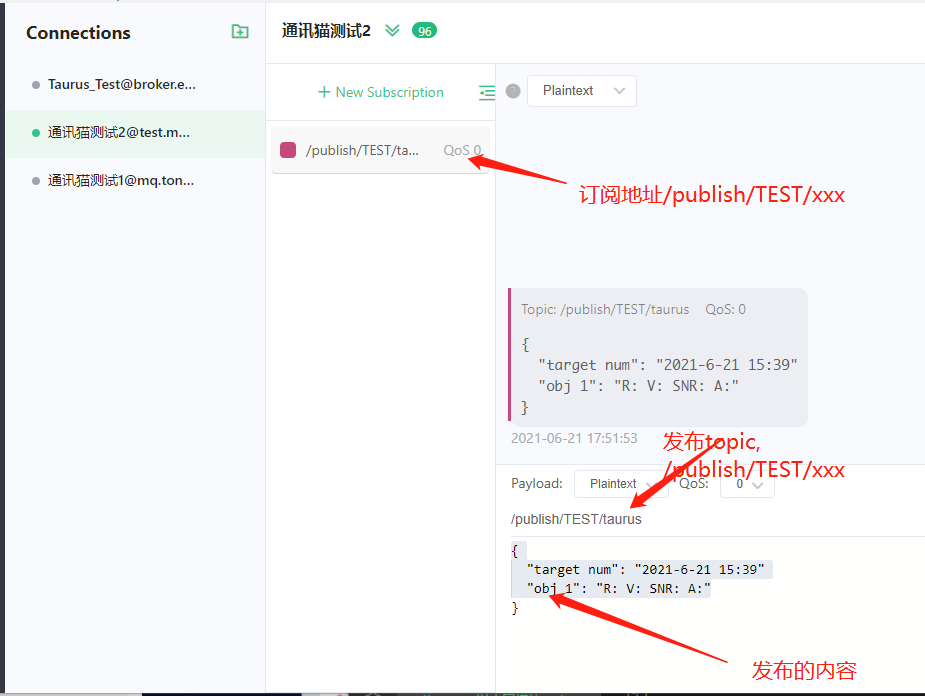 Connections
通讯猫测试2
96
Taurus_Test@broker.e...
New Subscription
Plaintext
通讯猫测试2@test.m...
/publish/TEST/ta...
QoS 0
通讯猫测试1@mq.ton...
订阅地址/publish/TEST/xxx
Topic: /publish/TEST/taurus QoS: 0
{
"target num": "2021-6-21 15:39"
"obj 1": "R: V: SNR: A:"
}
2021-06-21 17:51:53
发布topic,
/publish/TEST/xxx
Payload:
Plaintext
QoS:
0
/publish/TEST/taurus
{
"target num": "2021-6-21 15:39"
"obj 1": "R: V: SNR: A:"
}
发布的内容